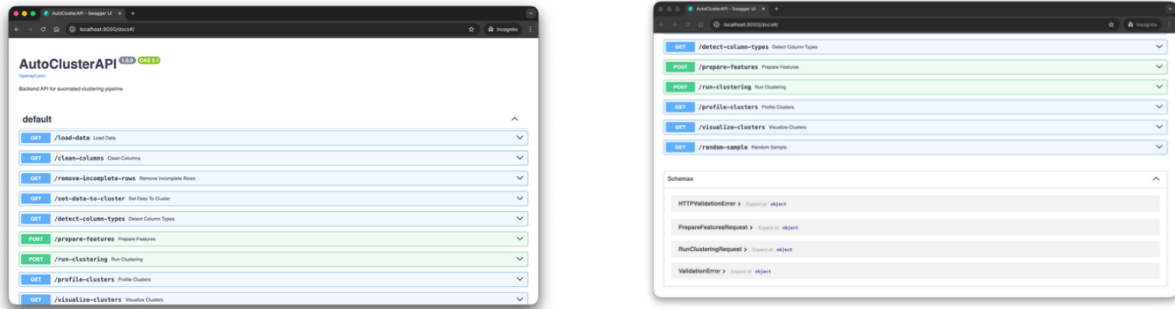 AutoClusterAPI - Swagger UI
localhost:8000/docs#/
Incognito
AutoClusterAPI 1.0.0 OAS 3.1
/openapi.json
Backend API for automated clustering pipeline
default
GET /load-data Load Data
GET /clean-columns Clean Columns
GET /remove-incomplete-rows Remove Incomplete Rows
GET /set-data-to-cluster Set Data To Cluster
GET /detect-column-types Detect Column Types
POST /prepare-features Prepare Features
POST /run-clustering Run Clustering
GET /profile-clusters Profile Clusters
GET /visualize-clusters Visualize Clusters
AutoClusterAPI - Swagger UI
localhost:8000/docs#/
Incognito
GET /detect-column-types Detect Column Types
POST /prepare-features Prepare Features
POST /run-clustering Run Clustering
GET /profile-clusters Profile Clusters
GET /visualize-clusters Visualize Clusters
GET /random-sample Random Sample
Schemas
HTTPValidationError > Expand all object
PrepareFeaturesRequest > Expand all object
RunClusteringRequest > Expand all object
ValidationError > Expand all object